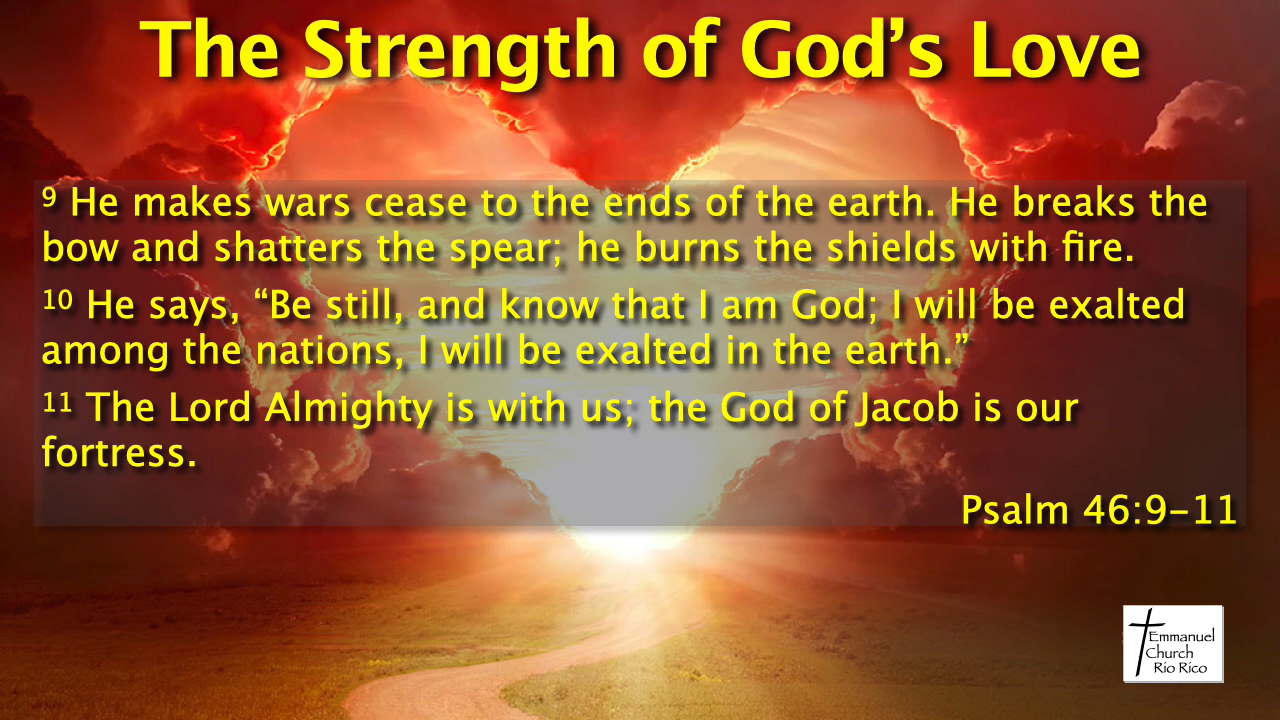 The Strength of God’s Love
9 He makes wars cease to the ends of the earth. He breaks the
bow and shatters the spear; he burns the shields with fire.
10 He says, “Be still, and know that I am God; I will be exalted
among the nations, I will be exalted in the earth.”
11 The Lord Almighty is with us; the God of Jacob is our
fortress.
Psalm 46:9–11
Emmanuel
Church
Rio Rico